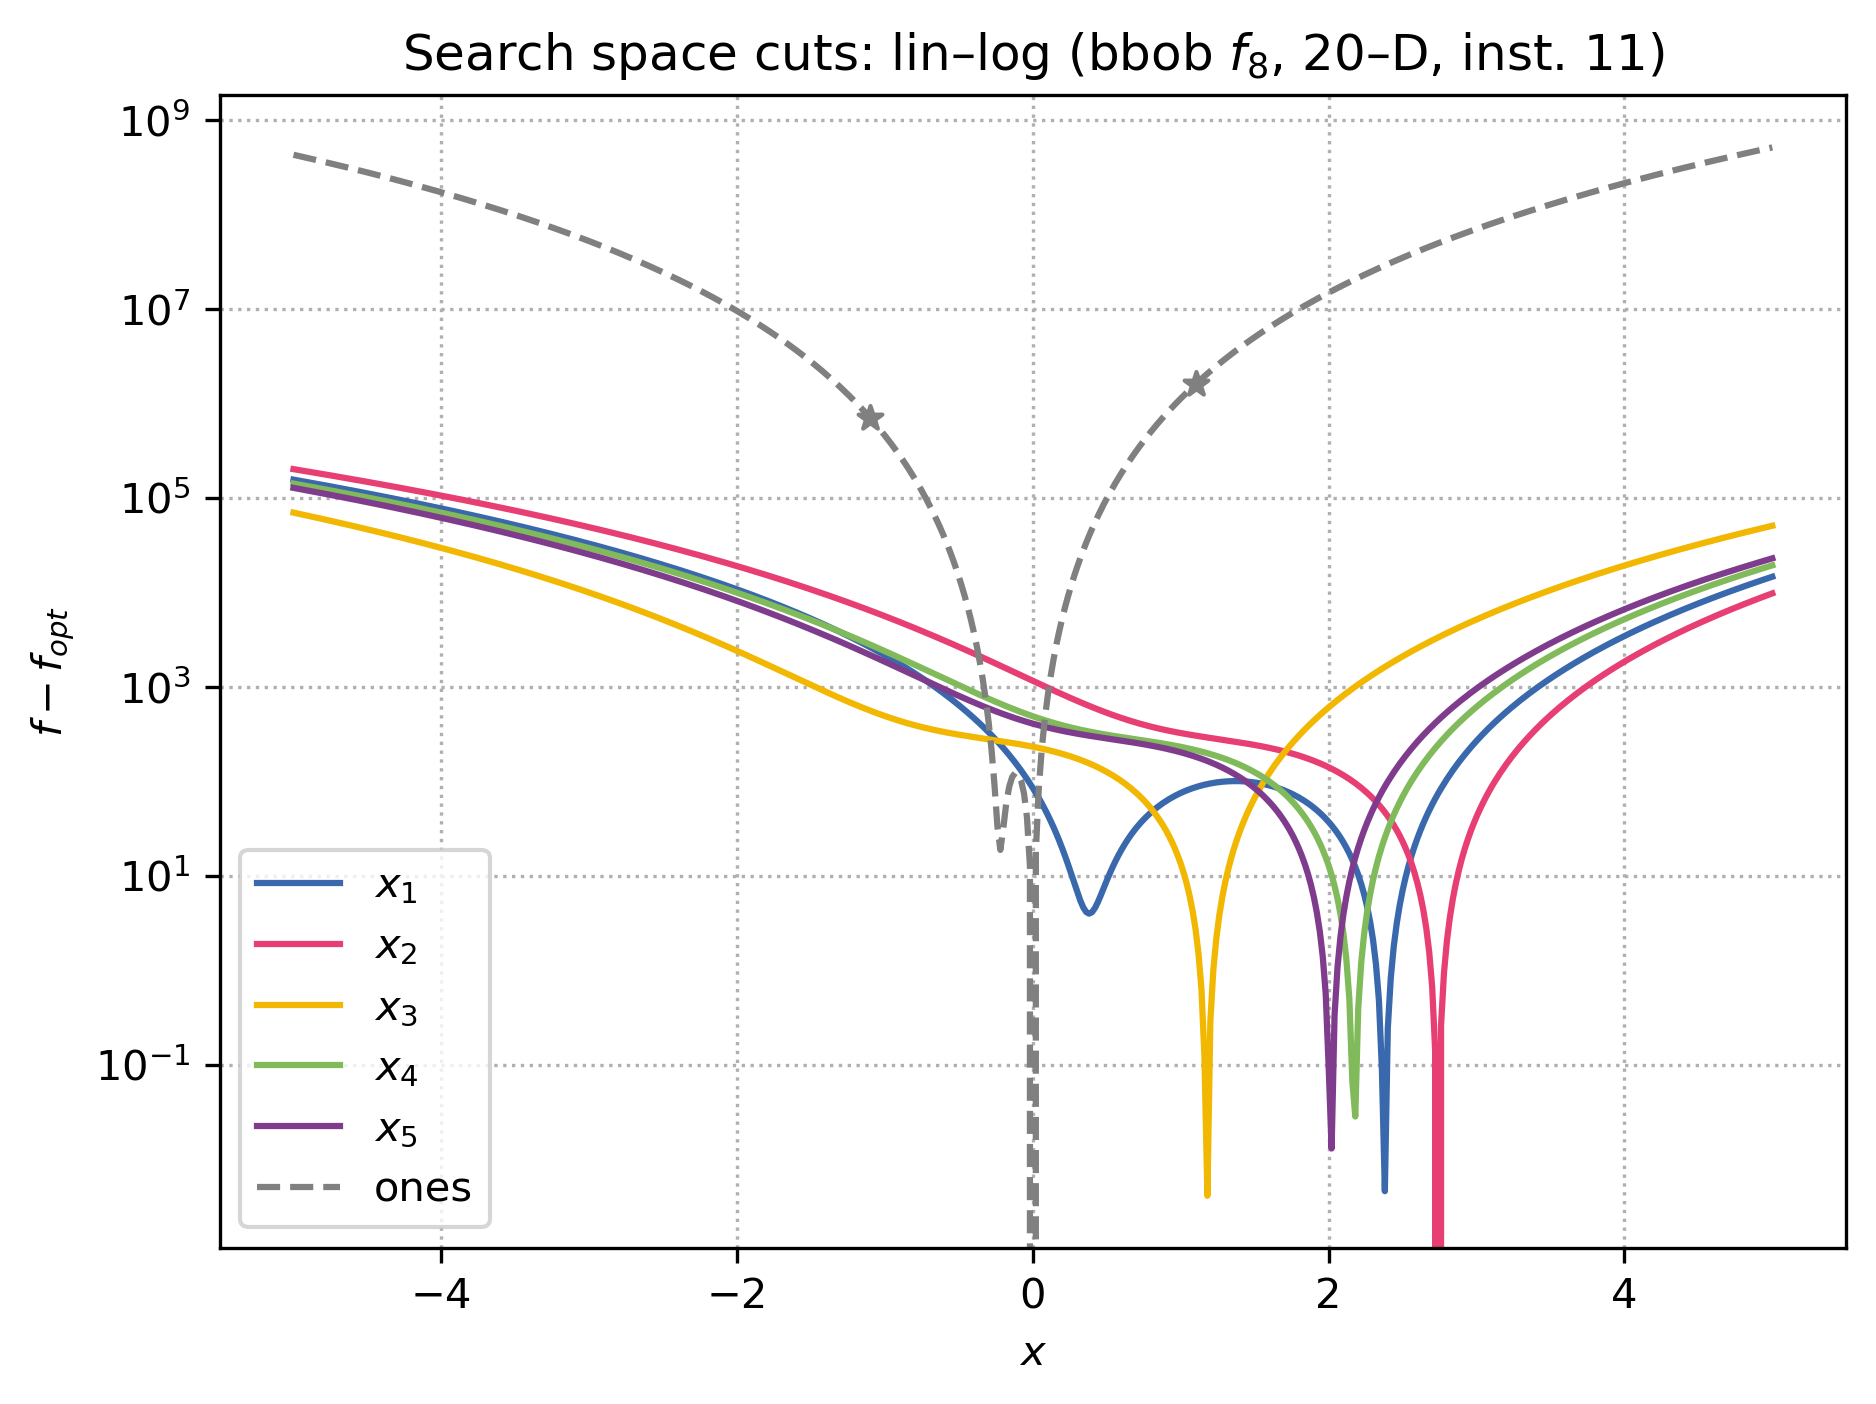 Search space cuts: lin–log (bbob f₈, 20–D, inst. 11)
10⁹
10⁷
10⁵
10³
10¹
10⁻¹
f − fₒₚₜ
x₁
x₂
x₃
x₄
x₅
ones
−4
−2
0
2
4
x